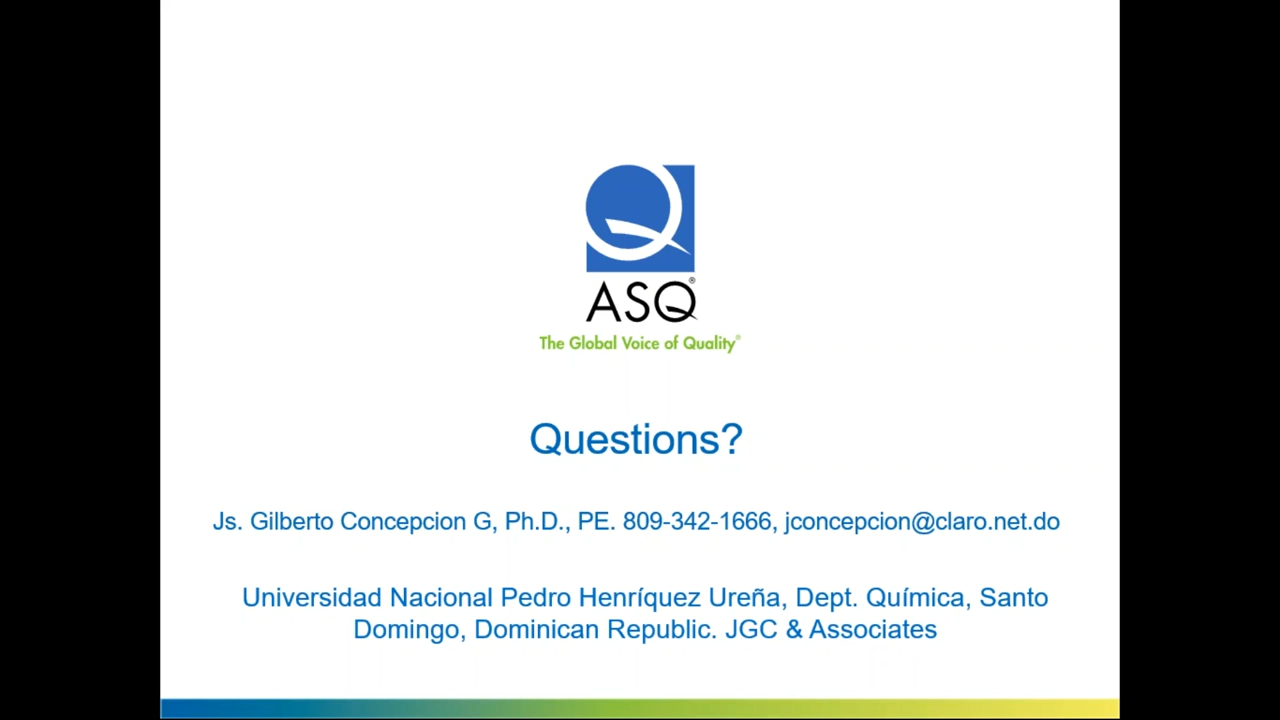 ASQ®
The Global Voice of Quality®
Questions?
Js. Gilberto Concepcion G, Ph.D., PE. 809-342-1666, jconcepcion@claro.net.do
Universidad Nacional Pedro Henríquez Ureña, Dept. Química, Santo
Domingo, Dominican Republic. JGC & Associates